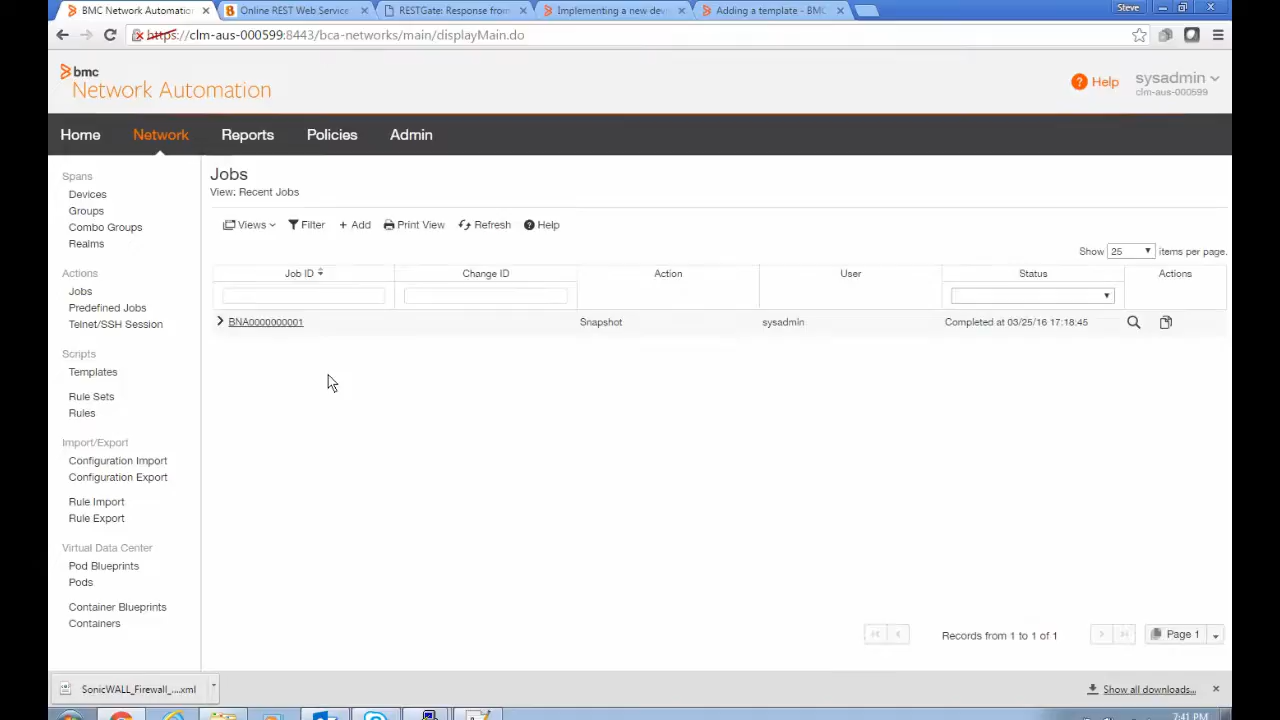 BMC Network Automation
Online REST Web Service
RESTGate: Response from
Implementing a new devi
Adding a template - BMC
Steve
https://clm-aus-000599:8443/bca-networks/main/displayMain.do
bmc
Network Automation
Help
sysadmin
clm-aus-000599
Home
Network
Reports
Policies
Admin
Spans
Devices
Groups
Combo Groups
Realms
Actions
Jobs
Predefined Jobs
Telnet/SSH Session
Scripts
Templates
Rule Sets
Rules
Import/Export
Configuration Import
Configuration Export
Rule Import
Rule Export
Virtual Data Center
Pod Blueprints
Pods
Container Blueprints
Containers
Jobs
View: Recent Jobs
Views
Filter
+ Add
Print View
Refresh
Help
Show 25 items per page.
Job ID
Change ID
Action
User
Status
Actions
BNA0000000001
Snapshot
sysadmin
Completed at 03/25/16 17:18:45
Records from 1 to 1 of 1
Page 1
SonicWALL_Firewall_....xml
Show all downloads...
7:41 PM